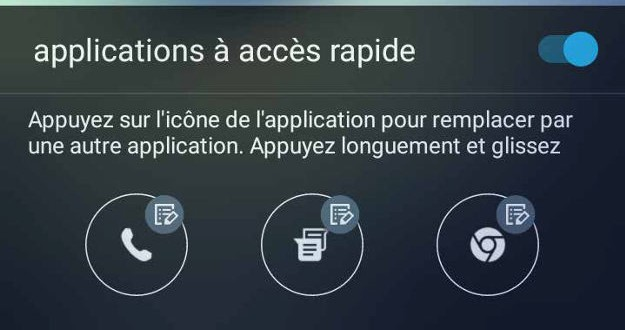 applications à accès rapide
Appuyez sur l'icône de l'application pour remplacer par
une autre application. Appuyez longuement et glissez